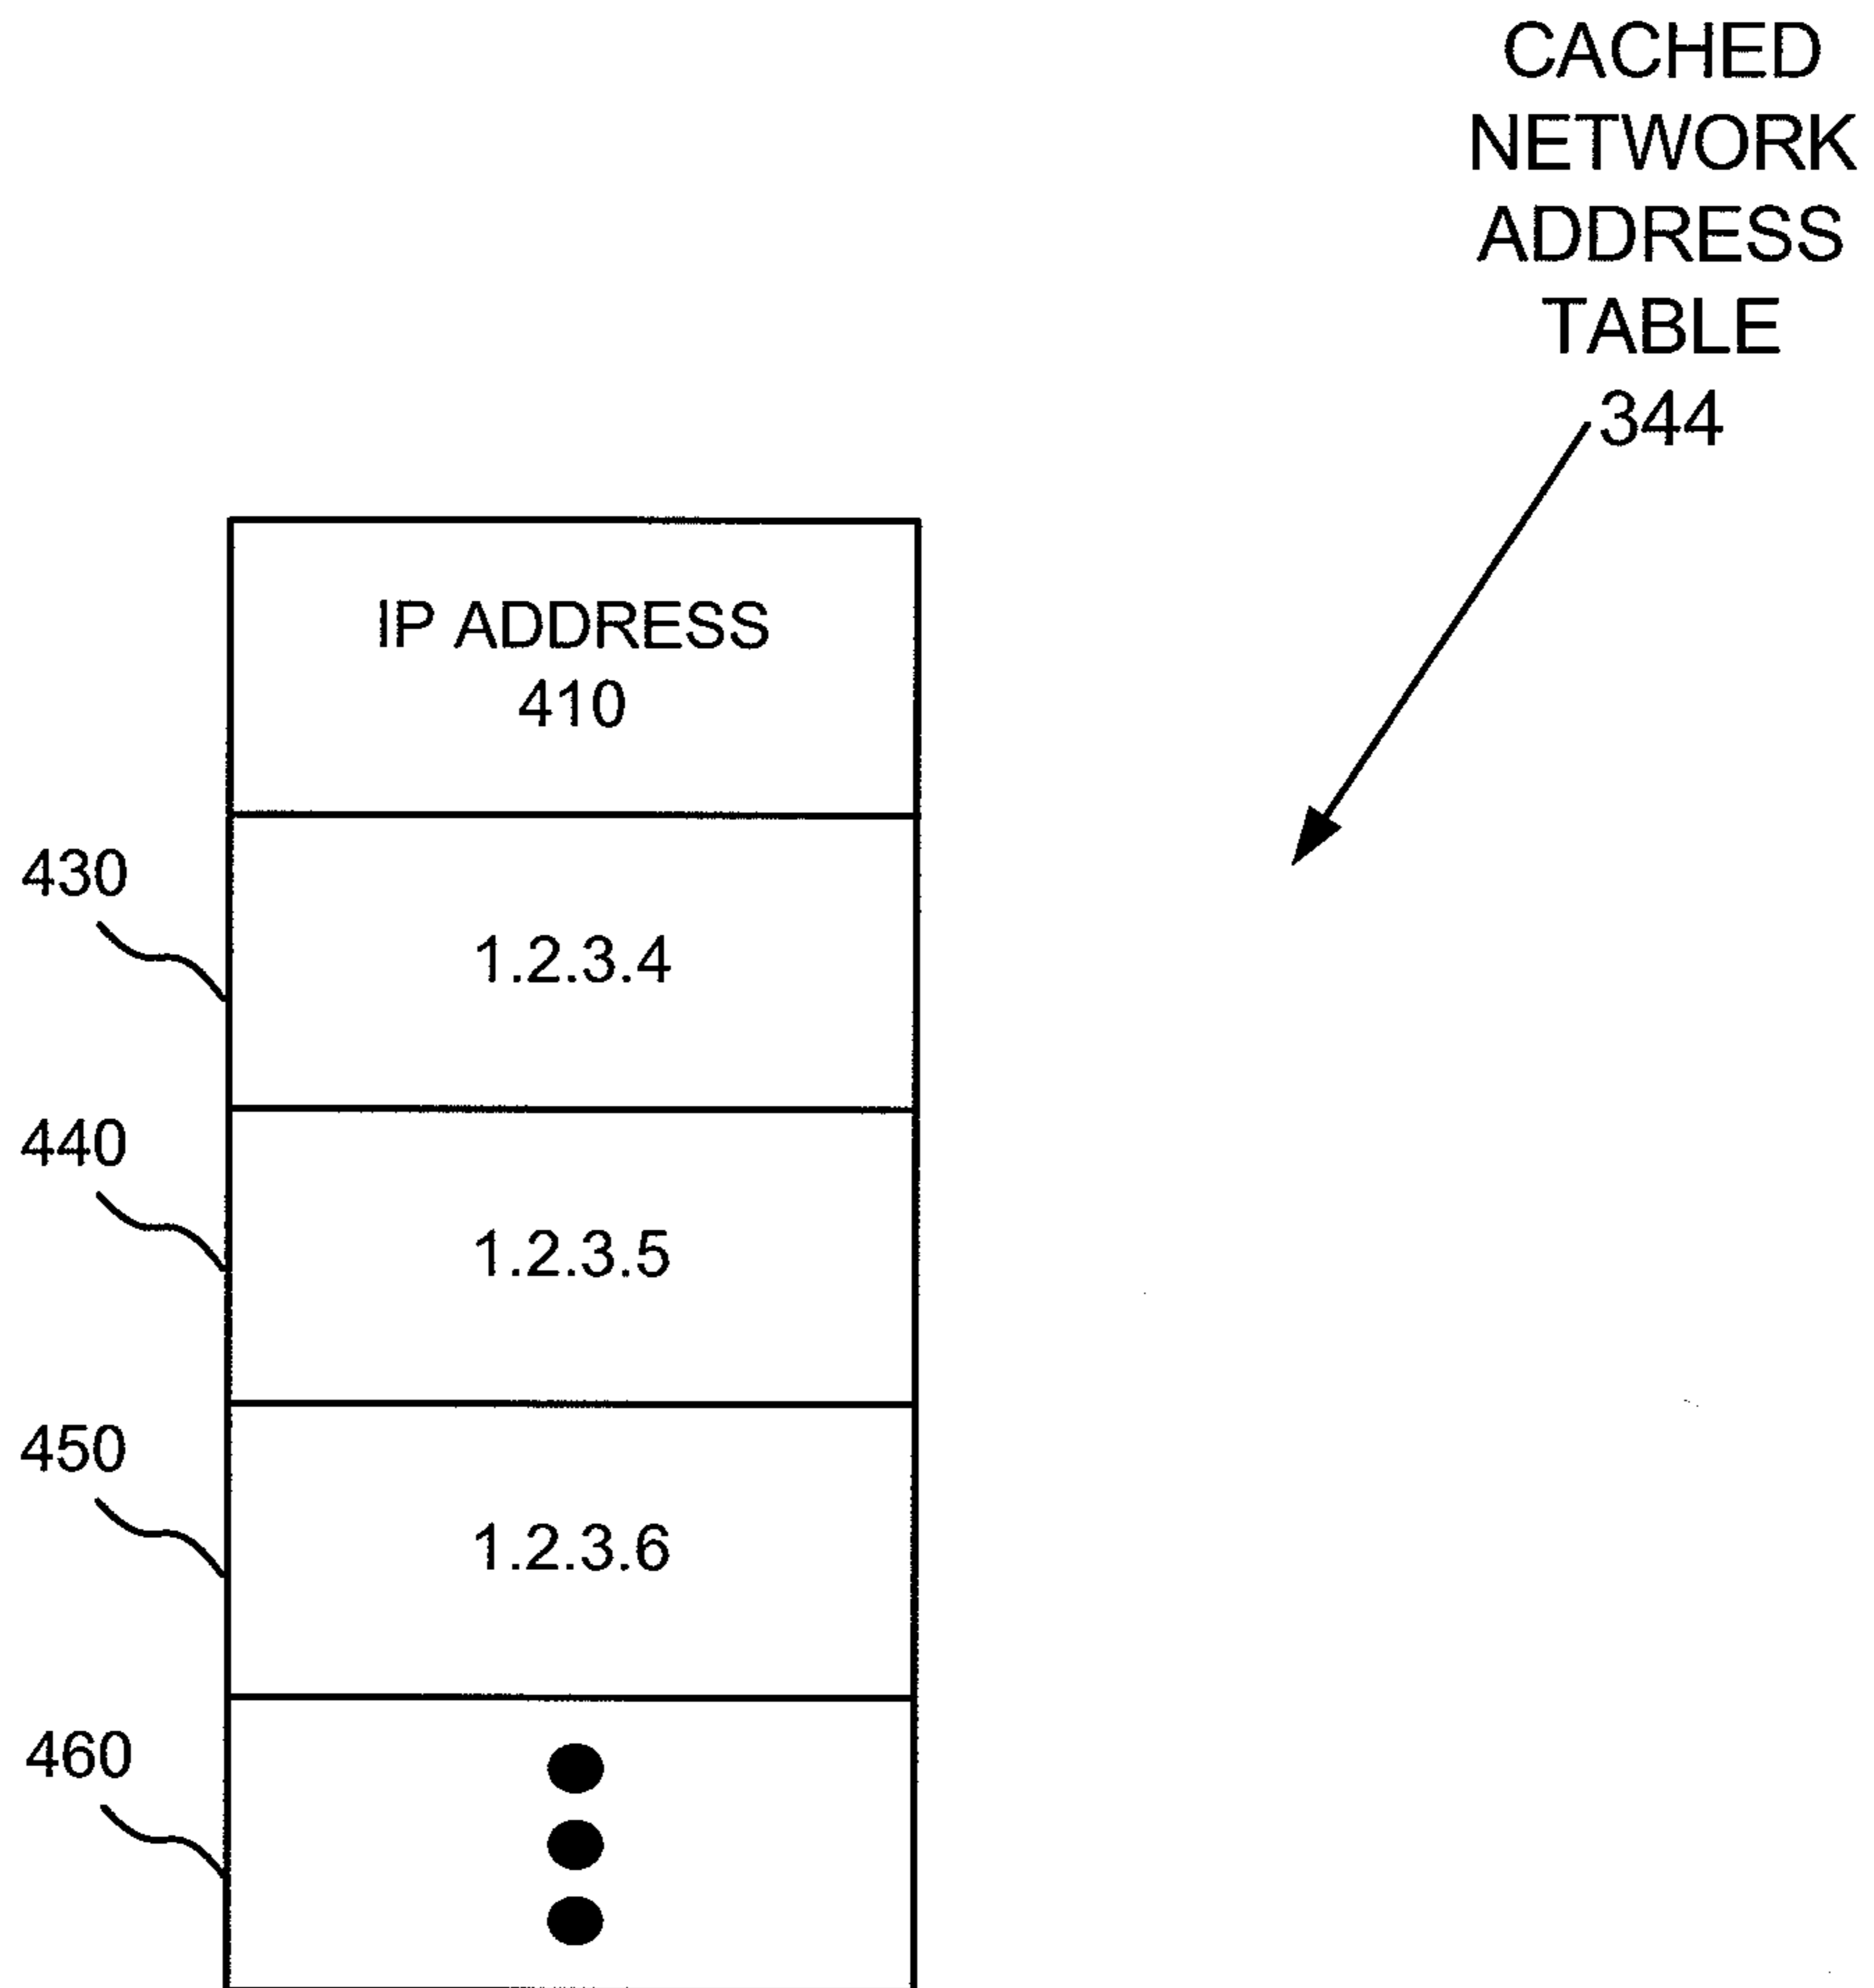 CACHED
NETWORK
ADDRESS
TABLE
344
IP ADDRESS
410
430
1.2.3.4
440
1.2.3.5
450
1.2.3.6
460